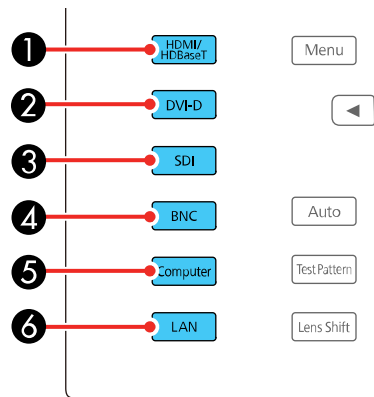 1 HDMI/
HDBaseT Menu
2 DVI-D
3 SDI
4 BNC Auto
5 Computer Test Pattern
6 LAN Lens Shift